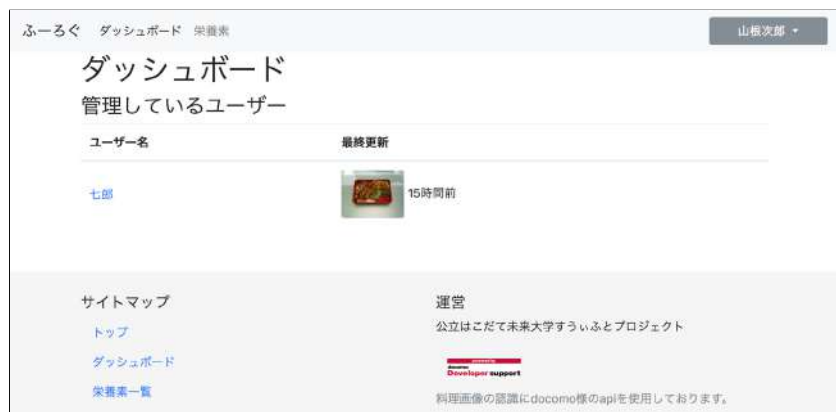 ふーろぐ ダッシュボード 栄養素 山根次郎
ダッシュボード
管理しているユーザー
ユーザー名 最終更新
七郎 15時間前
サイトマップ 運営
トップ 公立はこだて未来大学すうぃふとプロジェクト
ダッシュボード docomo
Developer support
栄養素一覧 料理画像の認識にdocomo様のapiを使用しております。